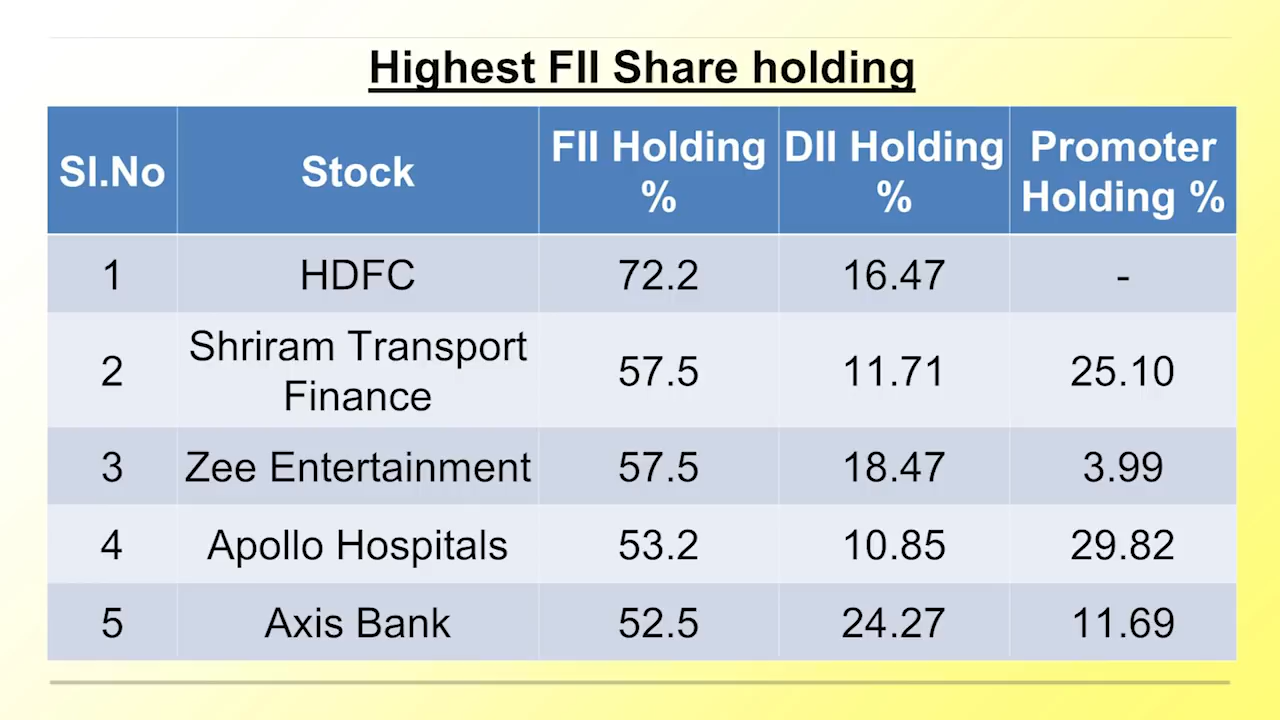 Highest FII Share holding
Sl.No Stock FII Holding % DII Holding % Promoter Holding %
1 HDFC 72.2 16.47 -
2 Shriram Transport Finance 57.5 11.71 25.10
3 Zee Entertainment 57.5 18.47 3.99
4 Apollo Hospitals 53.2 10.85 29.82
5 Axis Bank 52.5 24.27 11.69